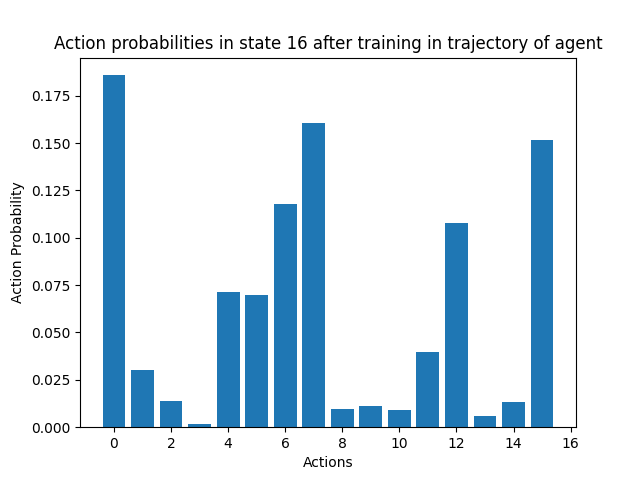 Action probabilities in state 16 after training in trajectory of agent
0.175
0.150
0.125
0.100
0.075
0.050
0.025
0.000
Action Probability
0 2 4 6 8 10 12 14 16
Actions